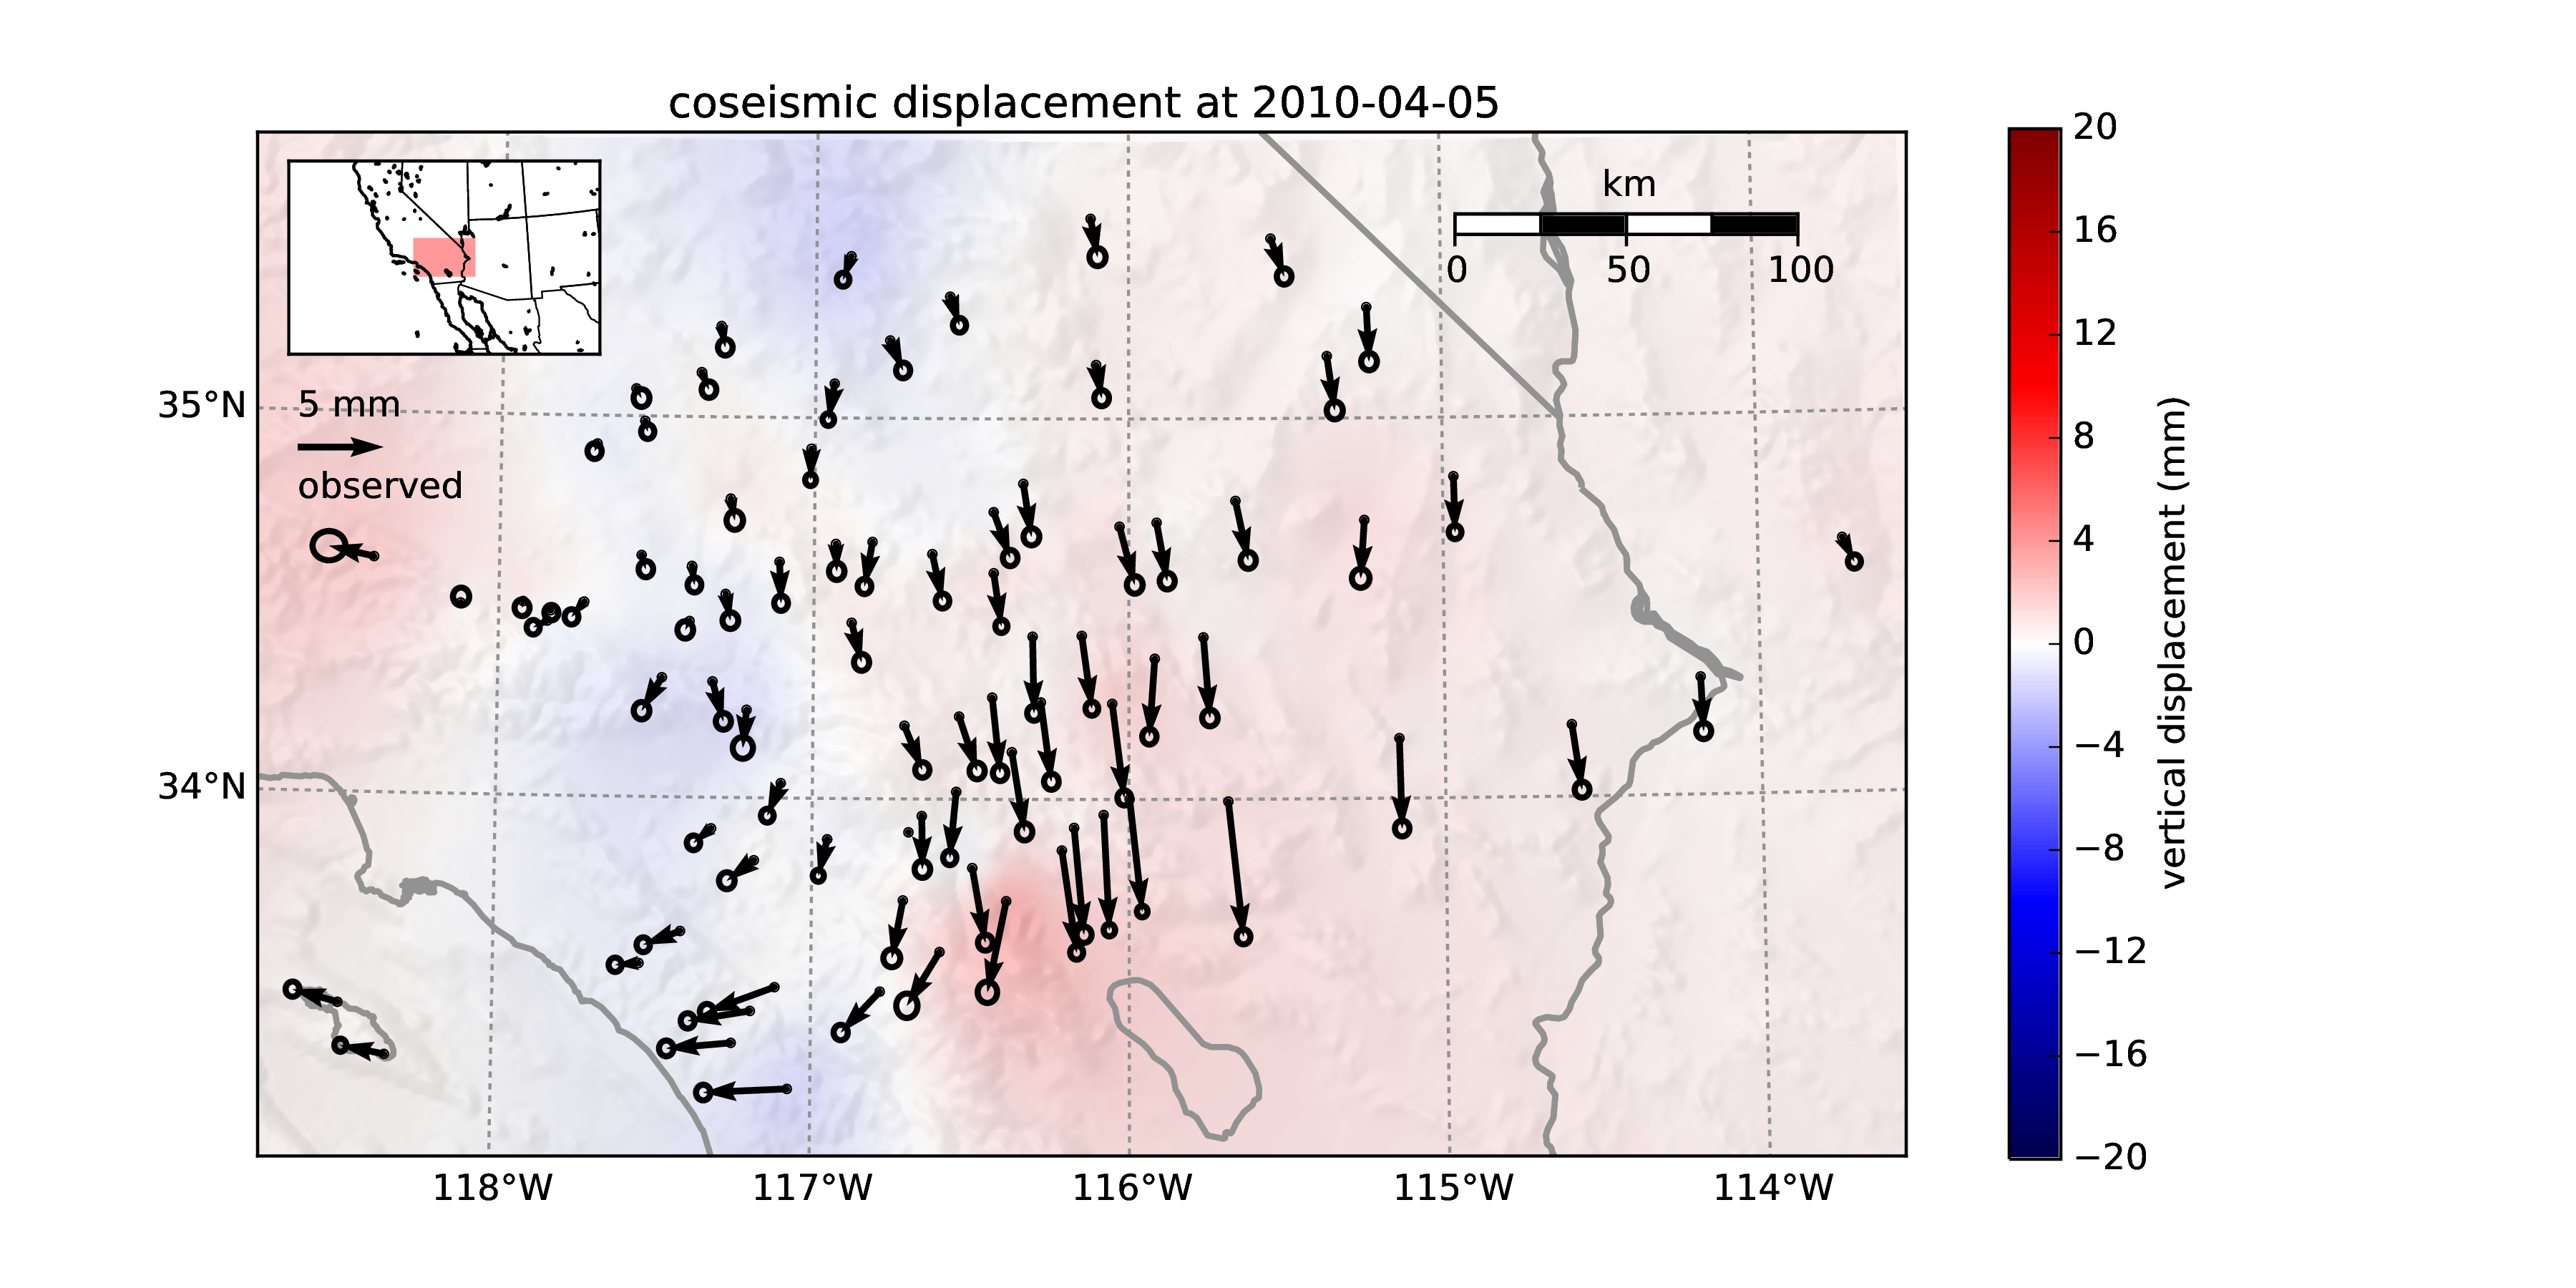 coseismic displacement at 2010-04-05
km
0 50 100
5 mm
observed
35°N
34°N
118°W 117°W 116°W 115°W 114°W
20
16
12
8
4
0
−4
−8
−12
−16
−20
vertical displacement (mm)